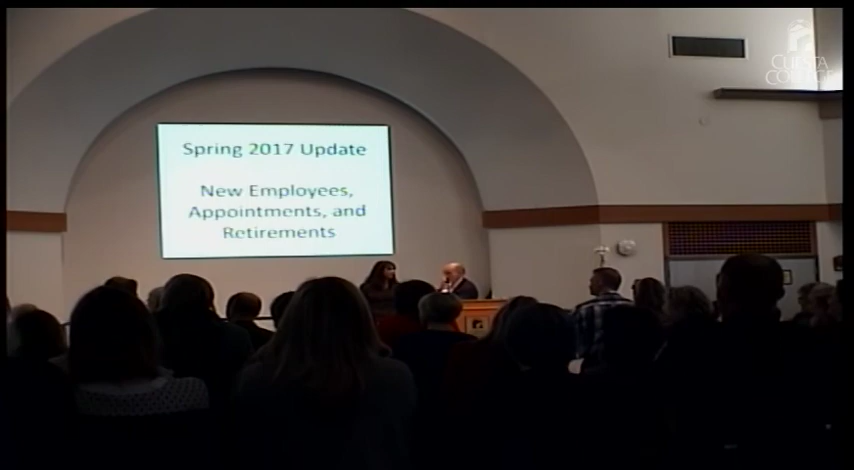 CUESTA
COLLEGE
Spring 2017 Update
New Employees,
Appointments, and
Retirements